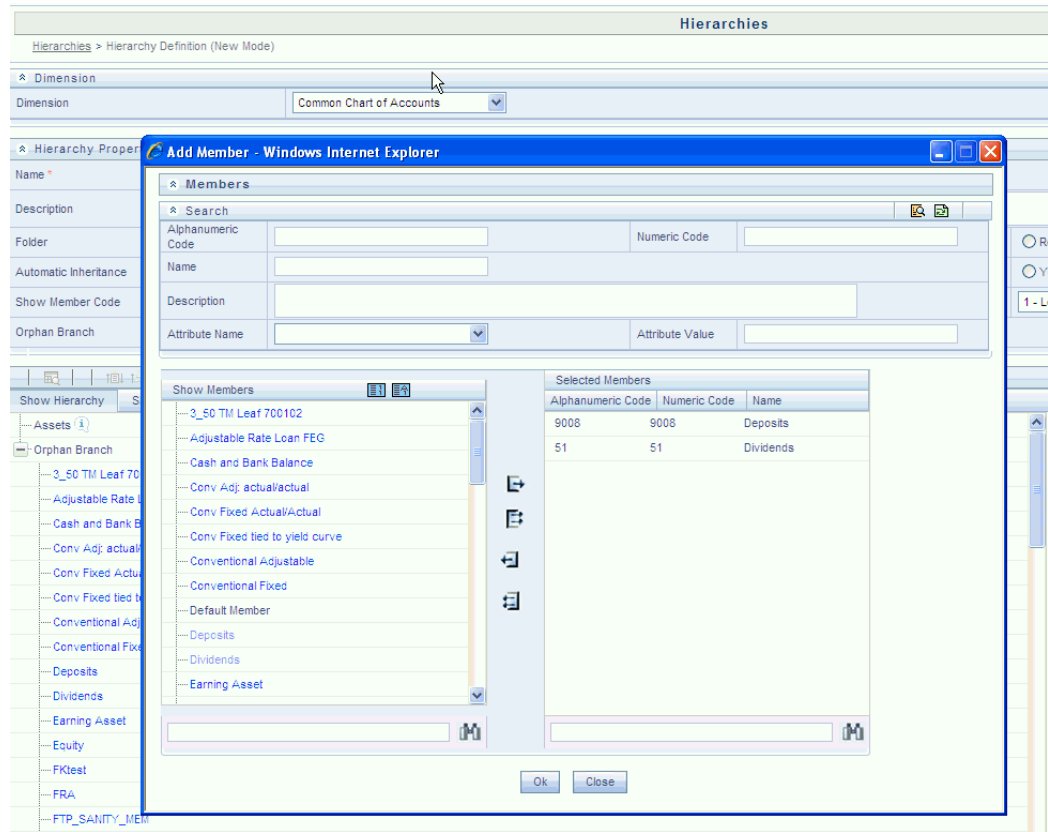 Hierarchies
Hierarchies > Hierarchy Definition (New Mode)
Dimension
Dimension
Common Chart of Accounts
Hierarchy Proper
Name *
Description
Folder
Automatic Inheritance
Show Member Code
Orphan Branch
Show Hierarchy
S
Assets
Orphan Branch
3_50 TM Leaf 70
Adjustable Rate L
Cash and Bank B
Conv Adj: actual/
Conv Fixed Actua
Conv Fixed tied to
Conventional Adj
Conventional Fixe
Deposits
Dividends
Earning Asset
Equity
FKtest
FRA
FTP_SANITY_MEM
Add Member - Windows Internet Explorer
Members
Search
Alphanumeric Code
Numeric Code
Name
Description
Attribute Name
Attribute Value
Show Members
3_50 TM Leaf 700102
Adjustable Rate Loan FEG
Cash and Bank Balance
Conv Adj: actual/actual
Conv Fixed Actual/Actual
Conv Fixed tied to yield curve
Conventional Adjustable
Conventional Fixed
Default Member
Deposits
Dividends
Earning Asset
Selected Members
Alphanumeric Code Numeric Code Name
9008 9008 Deposits
51 51 Dividends
Ok
Close
R
Y
1 - L